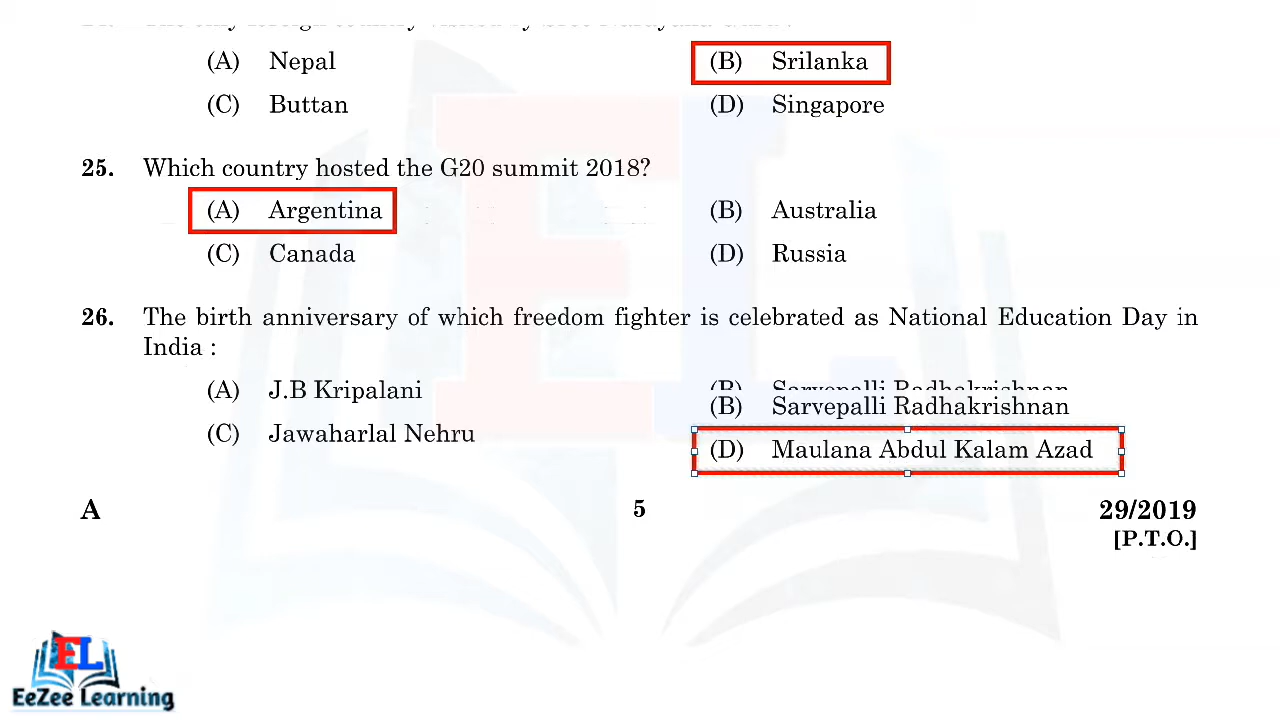 (A) Nepal (B) Srilanka
(C) Buttan (D) Singapore
25. Which country hosted the G20 summit 2018?
(A) Argentina (B) Australia
(C) Canada (D) Russia
26. The birth anniversary of which freedom fighter is celebrated as National Education Day in
India :
(A) J.B Kripalani (B) Sarvepalli Radhakrishnan
(B) Sarvepalli Radhakrishnan
(C) Jawaharlal Nehru
(D) Maulana Abdul Kalam Azad
A 5 29/2019
[P.T.O.]
EL
EL
EeZee Learning